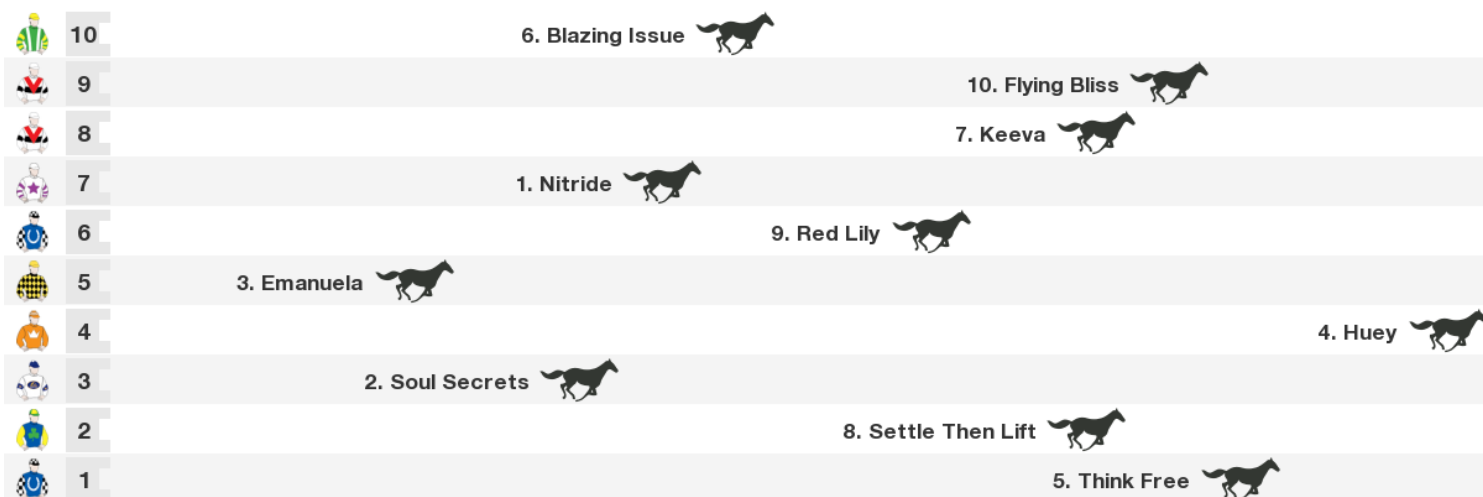 10 6. Blazing Issue
9 10. Flying Bliss
8 7. Keeva
7 1. Nitride
6 9. Red Lily
5 3. Emanuela
4 4. Huey
3 2. Soul Secrets
2 8. Settle Then Lift
1 5. Think Free